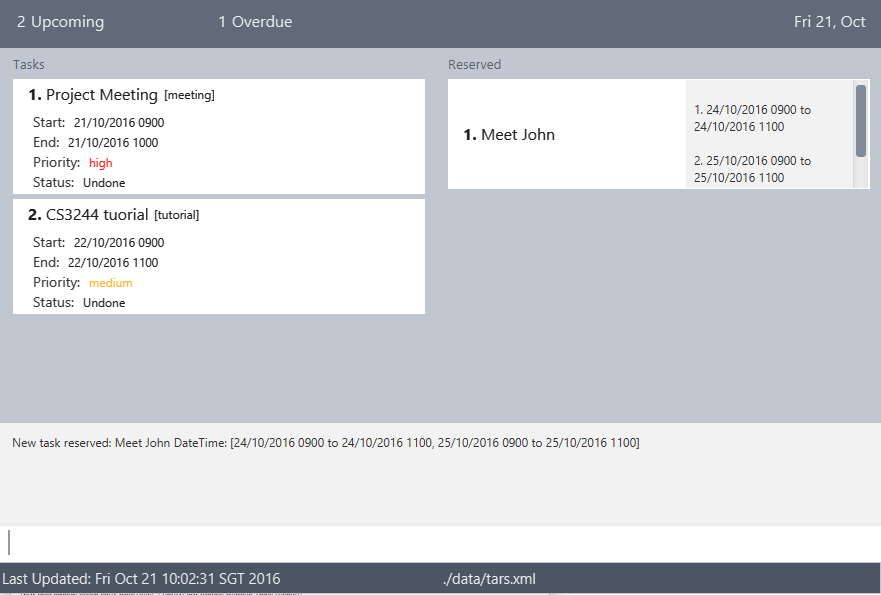 2 Upcoming 1 Overdue Fri 21, Oct
Tasks
1. Project Meeting [meeting]
Start: 21/10/2016 0900
End: 21/10/2016 1000
Priority: high
Status: Undone
2. CS3244 tuorial [tutorial]
Start: 22/10/2016 0900
End: 22/10/2016 1100
Priority: medium
Status: Undone
Reserved
1. Meet John
1. 24/10/2016 0900 to
24/10/2016 1100
2. 25/10/2016 0900 to
25/10/2016 1100
New task reserved: Meet John DateTime: [24/10/2016 0900 to 24/10/2016 1100, 25/10/2016 0900 to 25/10/2016 1100]
Last Updated: Fri Oct 21 10:02:31 SGT 2016 ./data/tars.xml